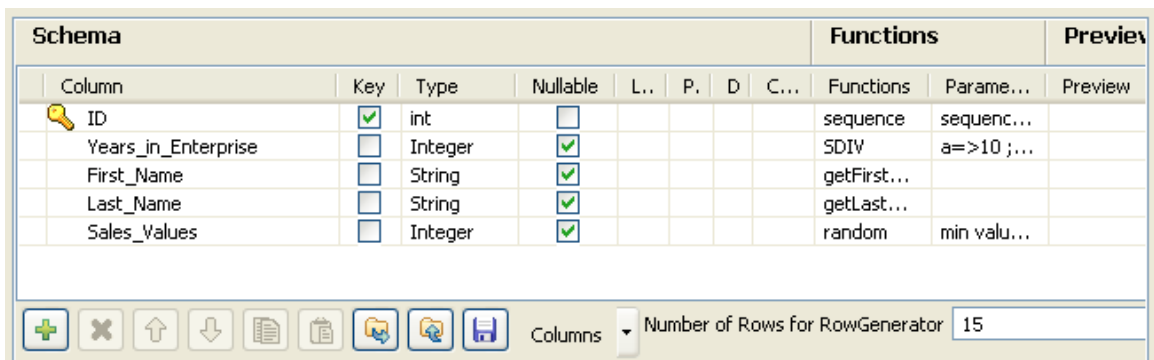 Schema Functions Preview
Column Key Type Nullable L.. P. D C... Functions Parame... Preview
ID int sequence sequenc...
Years_in_Enterprise Integer SDIV a=>10 ;...
First_Name String getFirst...
Last_Name String getLast...
Sales_Values Integer random min valu...
Columns Number of Rows for RowGenerator 15